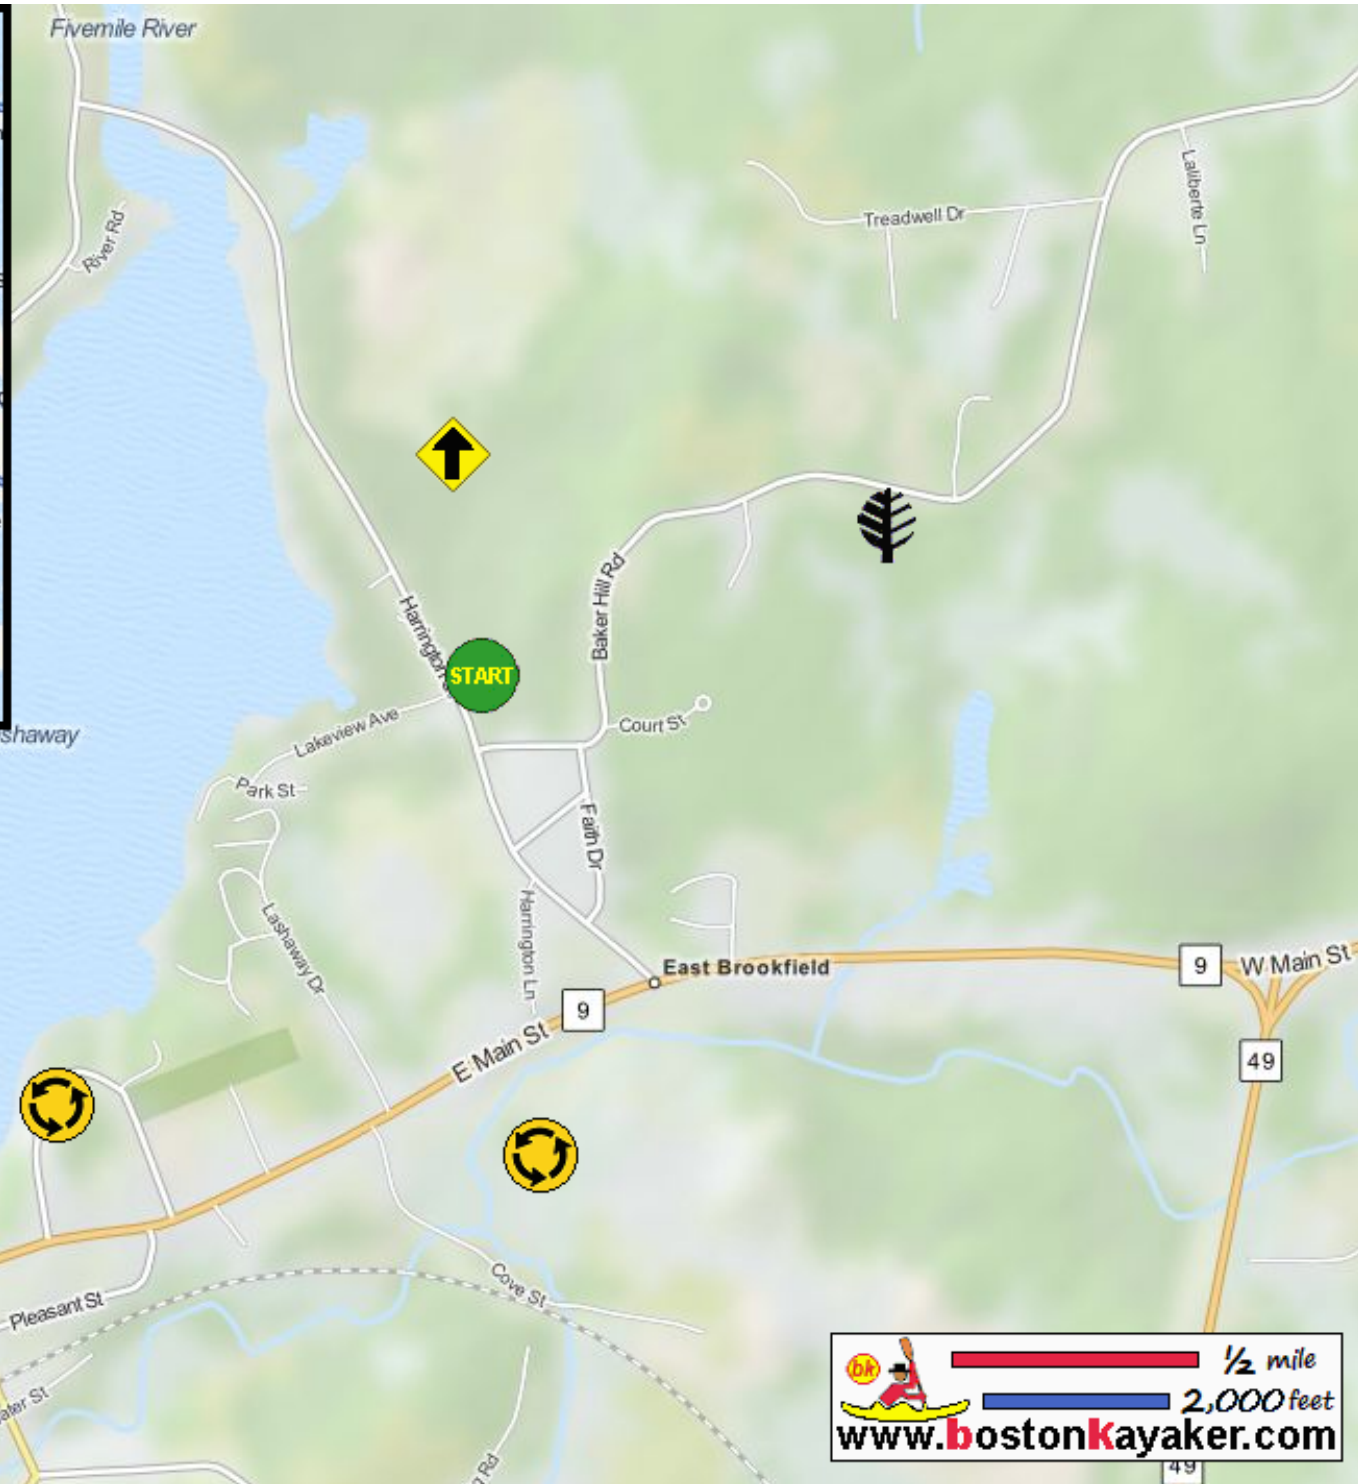 Fivemile River
River Rd
Laliberte Ln
Treadwell Dr
Baker Hill Rd
Harrington
START
Court St
Lakeview Ave
shaway
Park St
Faith Dr
Harrington Ln
Lashaway Dr
East Brookfield
9
W Main St
9
E Main St
49
Cove St
Pleasant St
ater St
Rd
bk
½ mile
2,000 feet
www.bostonkayaker.com
49